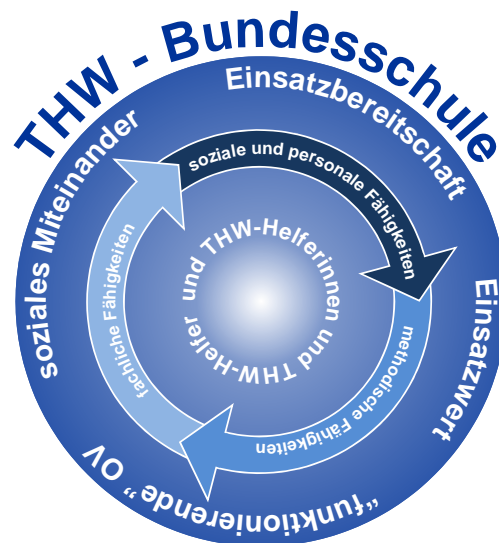 THW - Bundesschule
Einsatzbereitschaft
Einsatzwert
“funktionierende” OV
soziales Miteinander
soziale und personale Fähigkeiten
methodische Fähigkeiten
fachliche Fähigkeiten
und THW-Helferinnen und THW-Helfer